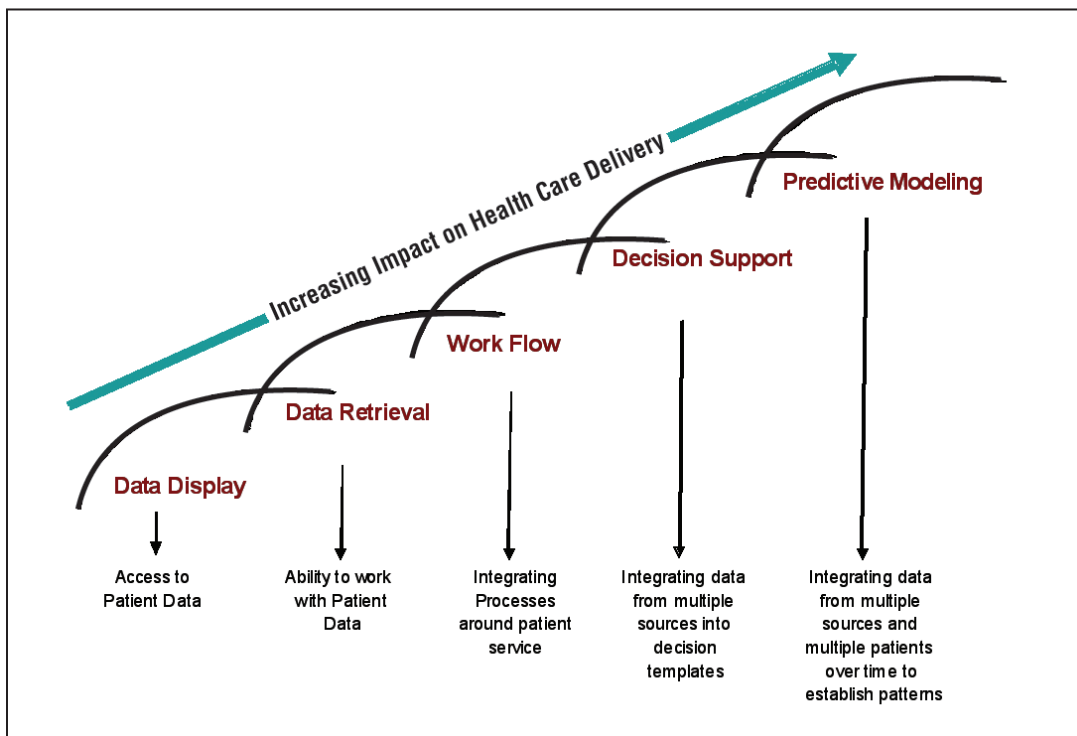 Increasing Impact on Health Care Delivery
Predictive Modeling
Decision Support
Work Flow
Data Retrieval
Data Display
Access to
Patient Data
Ability to work
with Patient
Data
Integrating
Processes
around patient
service
Integrating data
from multiple
sources into
decision
templates
Integrating data
from multiple
sources and
multiple patients
over time to
establish patterns